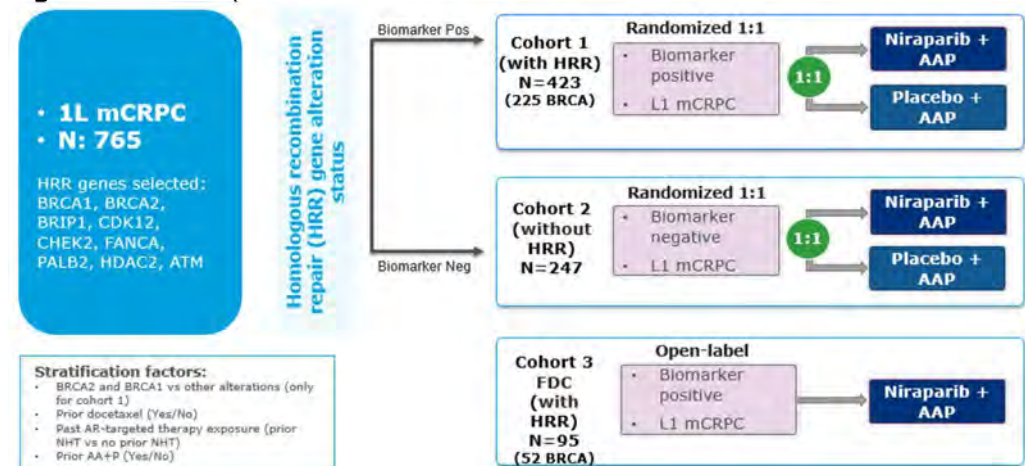 • 1L mCRPC
• N: 765
HRR genes selected:
BRCA1, BRCA2,
BRIP1, CDK12,
CHEK2, FANCA,
PALB2, HDAC2, ATM
Stratification factors:
• BRCA2 and BRCA1 vs other alterations (only
for cohort 1)
• Prior docetaxel (Yes/No)
• Past AR-targeted therapy exposure (prior
NHT vs no prior NHT)
• Prior AA+P (Yes/No)
Homologous recombination
repair (HRR) gene alteration
status
Biomarker Pos
Biomarker Neg
Cohort 1
(with HRR)
N=423
(225 BRCA)
Randomized 1:1
• Biomarker
positive
• L1 mCRPC
1:1
Niraparib +
AAP
Placebo +
AAP
Cohort 2
(without
HRR)
N=247
Randomized 1:1
• Biomarker
negative
• L1 mCRPC
1:1
Niraparib +
AAP
Placebo +
AAP
Cohort 3
FDC
(with
HRR)
N=95
(52 BRCA)
Open-label
• Biomarker
positive
• L1 mCRPC
Niraparib +
AAP